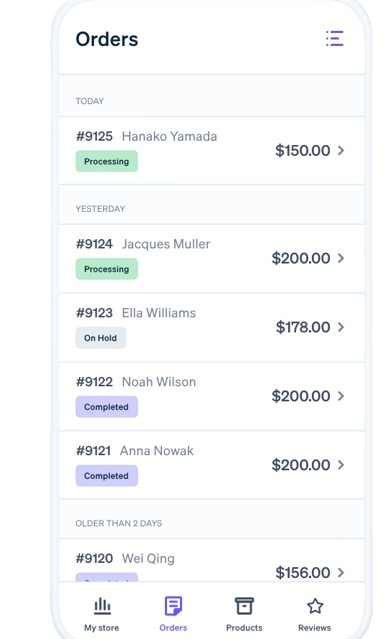 Orders
TODAY
#9125 Hanako Yamada
Processing
$150.00
YESTERDAY
#9124 Jacques Muller
Processing
$200.00
#9123 Ella Williams
On Hold
$178.00
#9122 Noah Wilson
Completed
$200.00
#9121 Anna Nowak
Completed
$200.00
OLDER THAN 2 DAYS
#9120 Wei Qing
$156.00
My store
Orders
Products
Reviews